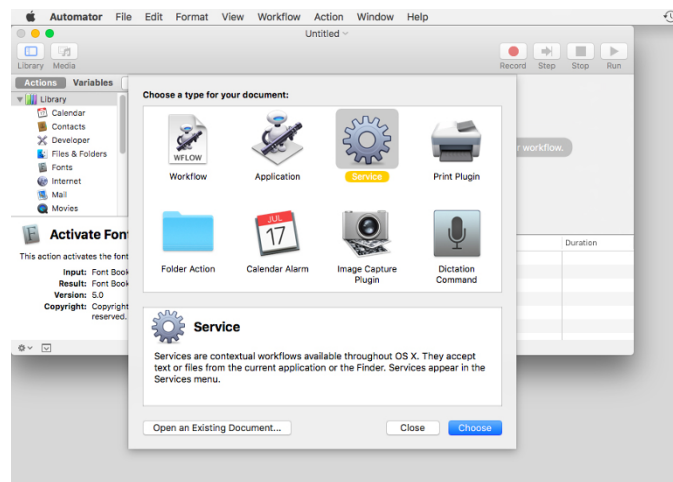 Automator File Edit Format View Workflow Action Window Help
Untitled
Library Media
Record Step Stop Run
Actions Variables
Library
Calendar
Contacts
Developer
Files & Folders
Fonts
Internet
Mail
Movies
Activate Fon
This action activates the font
Input: Font Book
Result: Font Book
Version: 5.0
Copyright: Copyright
reserved.
Choose a type for your document:
WFLOW
Workflow
Application
Service
Print Plugin
JUL
17
Folder Action
Calendar Alarm
Image Capture
Plugin
Dictation
Command
Service
Services are contextual workflows available throughout OS X. They accept
text or files from the current application or the Finder. Services appear in the
Services menu.
Open an Existing Document...
Close
Choose
r workflow.
Duration